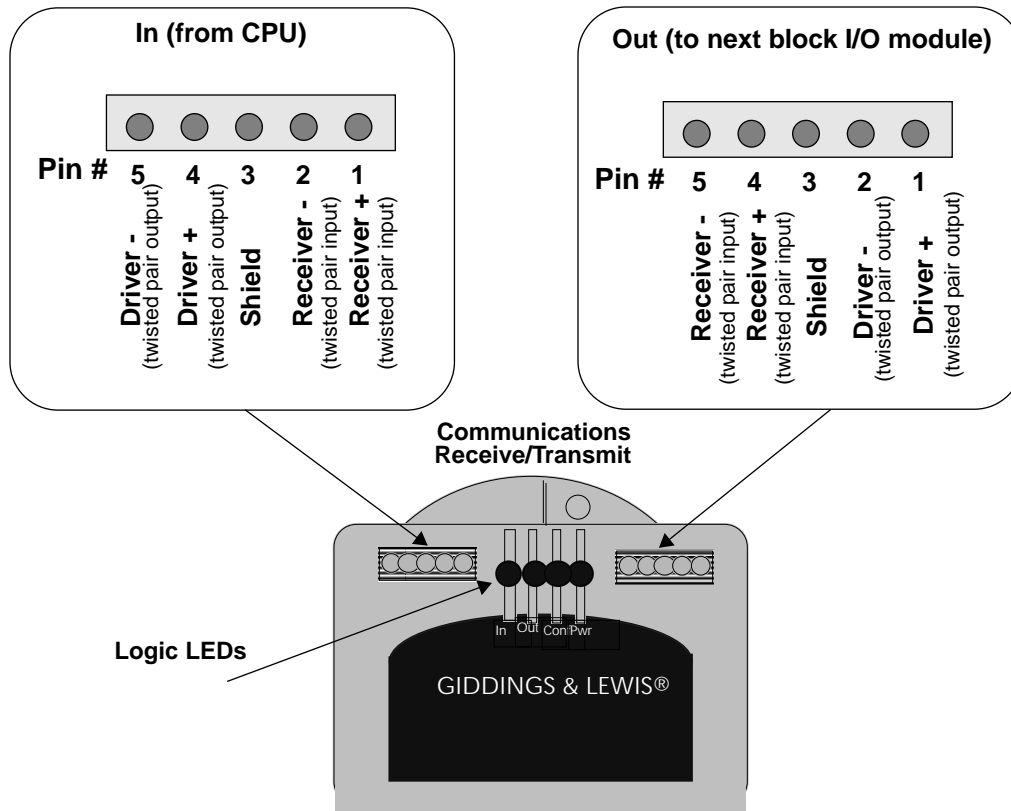 In (from CPU)
Pin # 5 4 3 2 1
Driver -
(twisted pair output)
Driver +
(twisted pair output)
Shield
Receiver -
(twisted pair input)
Receiver +
(twisted pair input)
Out (to next block I/O module)
Pin # 5 4 3 2 1
Receiver -
(twisted pair input)
Receiver +
(twisted pair input)
Shield
Driver -
(twisted pair output)
Driver +
(twisted pair output)
Communications
Receive/Transmit
Logic LEDs
In Out Con Pwr
GIDDINGS & LEWIS®